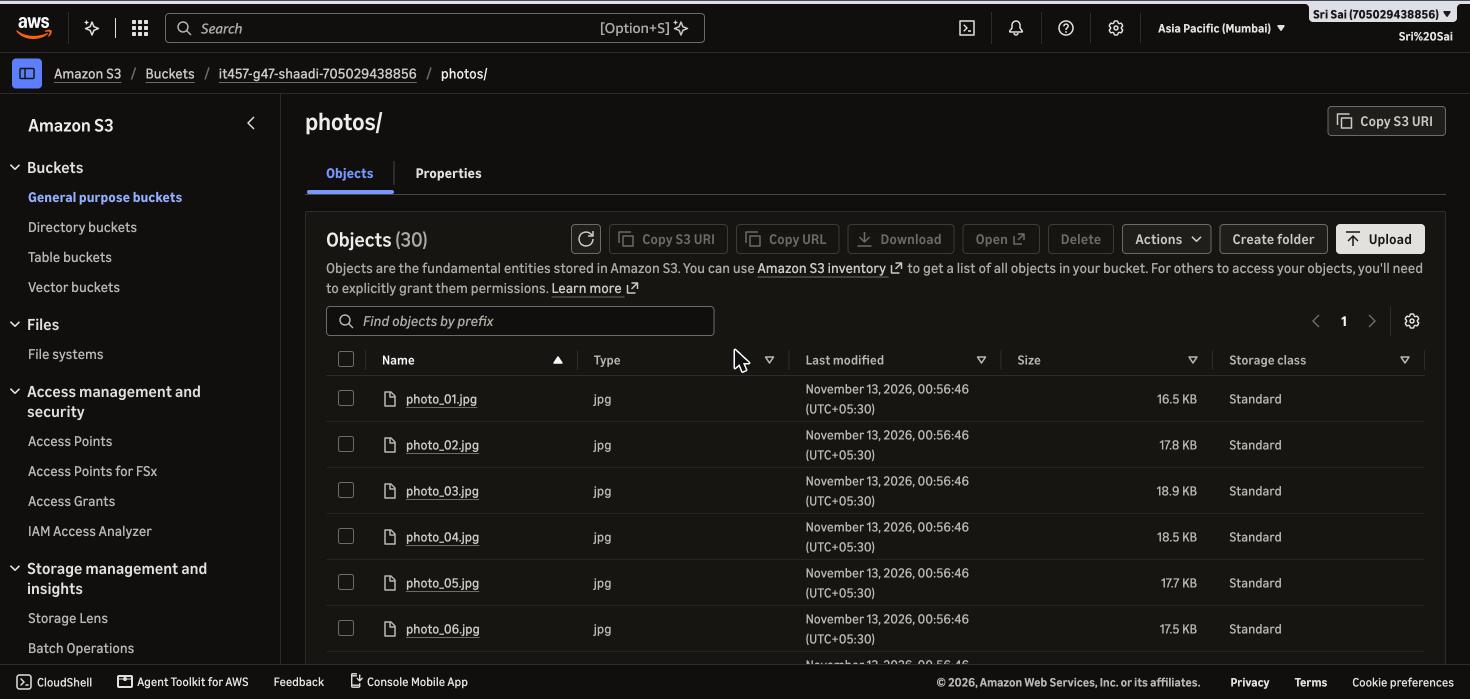 aws
Search [Option+S]
Asia Pacific (Mumbai)
Sri Sai (705029438856)
Sri%20Sai
Amazon S3 / Buckets / it457-g47-shaadi-705029438856 / photos/
Amazon S3
Buckets
General purpose buckets
Directory buckets
Table buckets
Vector buckets
Files
File systems
Access management and
security
Access Points
Access Points for FSx
Access Grants
IAM Access Analyzer
Storage management and
insights
Storage Lens
Batch Operations
photos/
Copy S3 URI
Objects Properties
Objects (30)
Copy S3 URI Copy URL Download Open Delete Actions Create folder Upload
Objects are the fundamental entities stored in Amazon S3. You can use Amazon S3 inventory to get a list of all objects in your bucket. For others to access your objects, you'll need
to explicitly grant them permissions. Learn more
Find objects by prefix
1
Name Type Last modified Size Storage class
photo_01.jpg jpg November 13, 2026, 00:56:46 (UTC+05:30) 16.5 KB Standard
photo_02.jpg jpg November 13, 2026, 00:56:46 (UTC+05:30) 17.8 KB Standard
photo_03.jpg jpg November 13, 2026, 00:56:46 (UTC+05:30) 18.9 KB Standard
photo_04.jpg jpg November 13, 2026, 00:56:46 (UTC+05:30) 18.5 KB Standard
photo_05.jpg jpg November 13, 2026, 00:56:46 (UTC+05:30) 17.7 KB Standard
photo_06.jpg jpg November 13, 2026, 00:56:46 (UTC+05:30) 17.5 KB Standard
CloudShell Agent Toolkit for AWS Feedback Console Mobile App
© 2026, Amazon Web Services, Inc. or its affiliates. Privacy Terms Cookie preferences